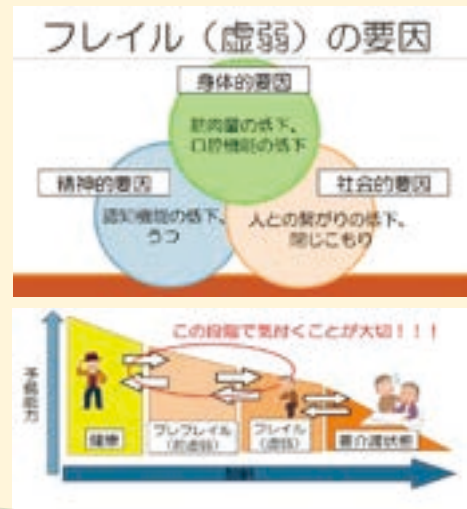 フレイル（虚弱）の要因
身体的要因
筋肉量の低下、
口腔機能の低下
精神的要因
認知機能の低下、
うつ
社会的要因
人との繋がりの低下、
閉じこもり
この段階で気付くことが大切！！！
予備能力
健康
プレフレイル
（前虚弱）
フレイル
（虚弱）
要介護状態